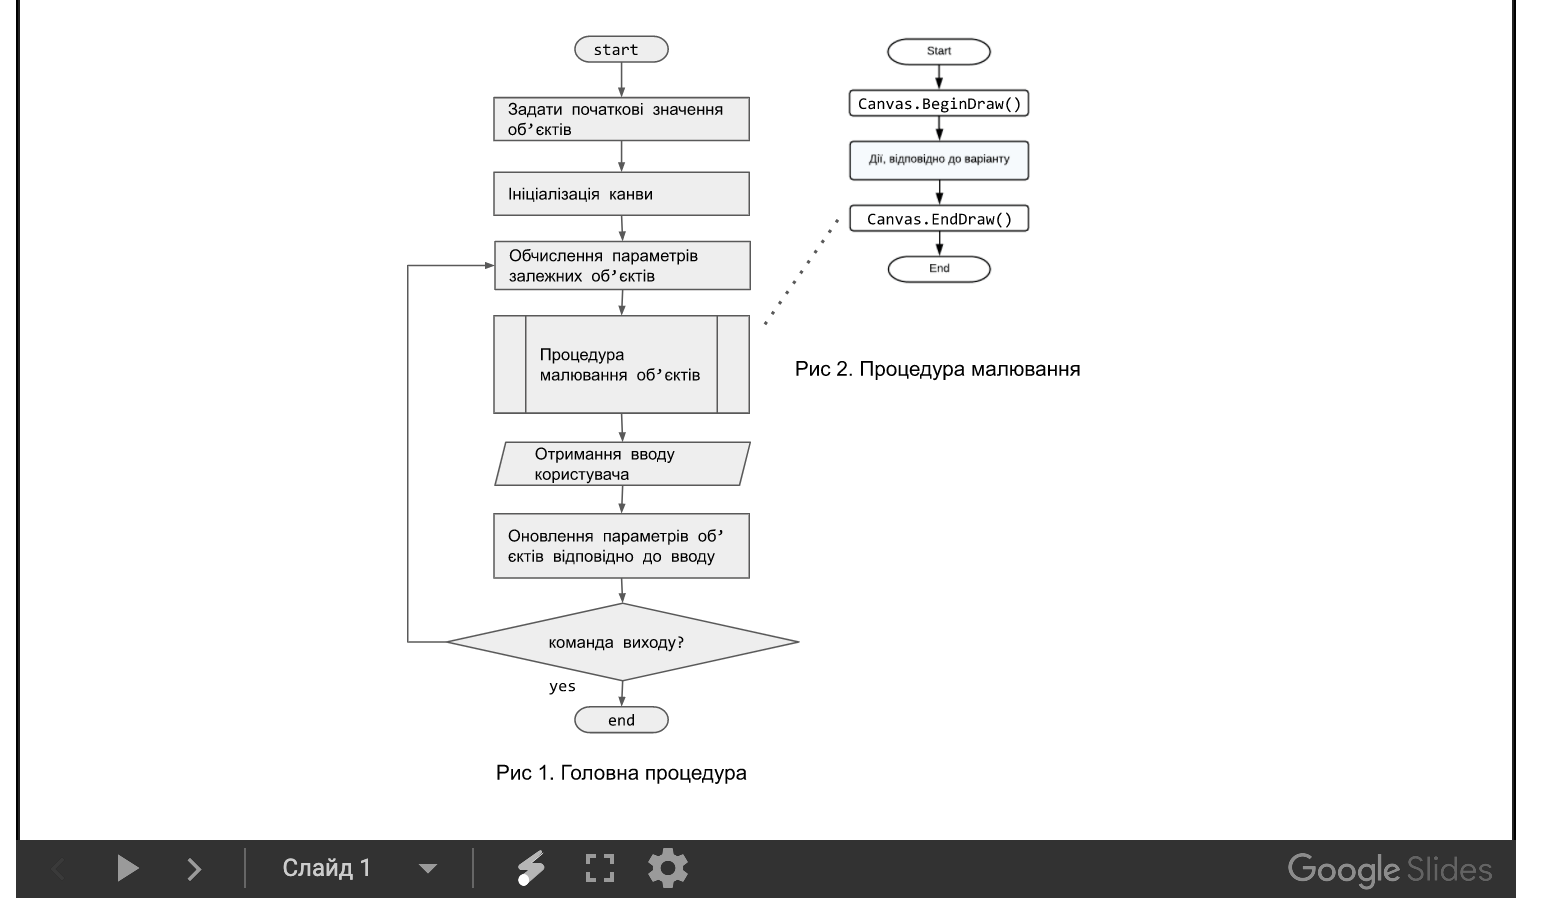 start
Задати початкові значення
об’єктів
Ініціалізація канви
Обчислення параметрів
залежних об’єктів
Процедура
малювання об’єктів
Отримання вводу
користувача
Оновлення параметрів об’
єктів відповідно до вводу
команда виходу?
yes
end
Рис 1. Головна процедура
Start
Canvas.BeginDraw()
Дії, відповідно до варіанту
Canvas.EndDraw()
End
Рис 2. Процедура малювання
Слайд 1
Google Slides